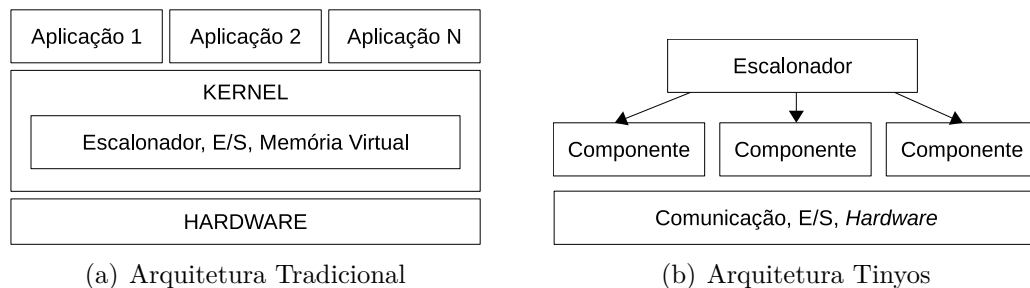 Aplicação 1
Aplicação 2
Aplicação N
KERNEL
Escalonador, E/S, Memória Virtual
HARDWARE
(a) Arquitetura Tradicional
Escalonador
Componente
Componente
Componente
Comunicação, E/S, Hardware
(b) Arquitetura Tinyos